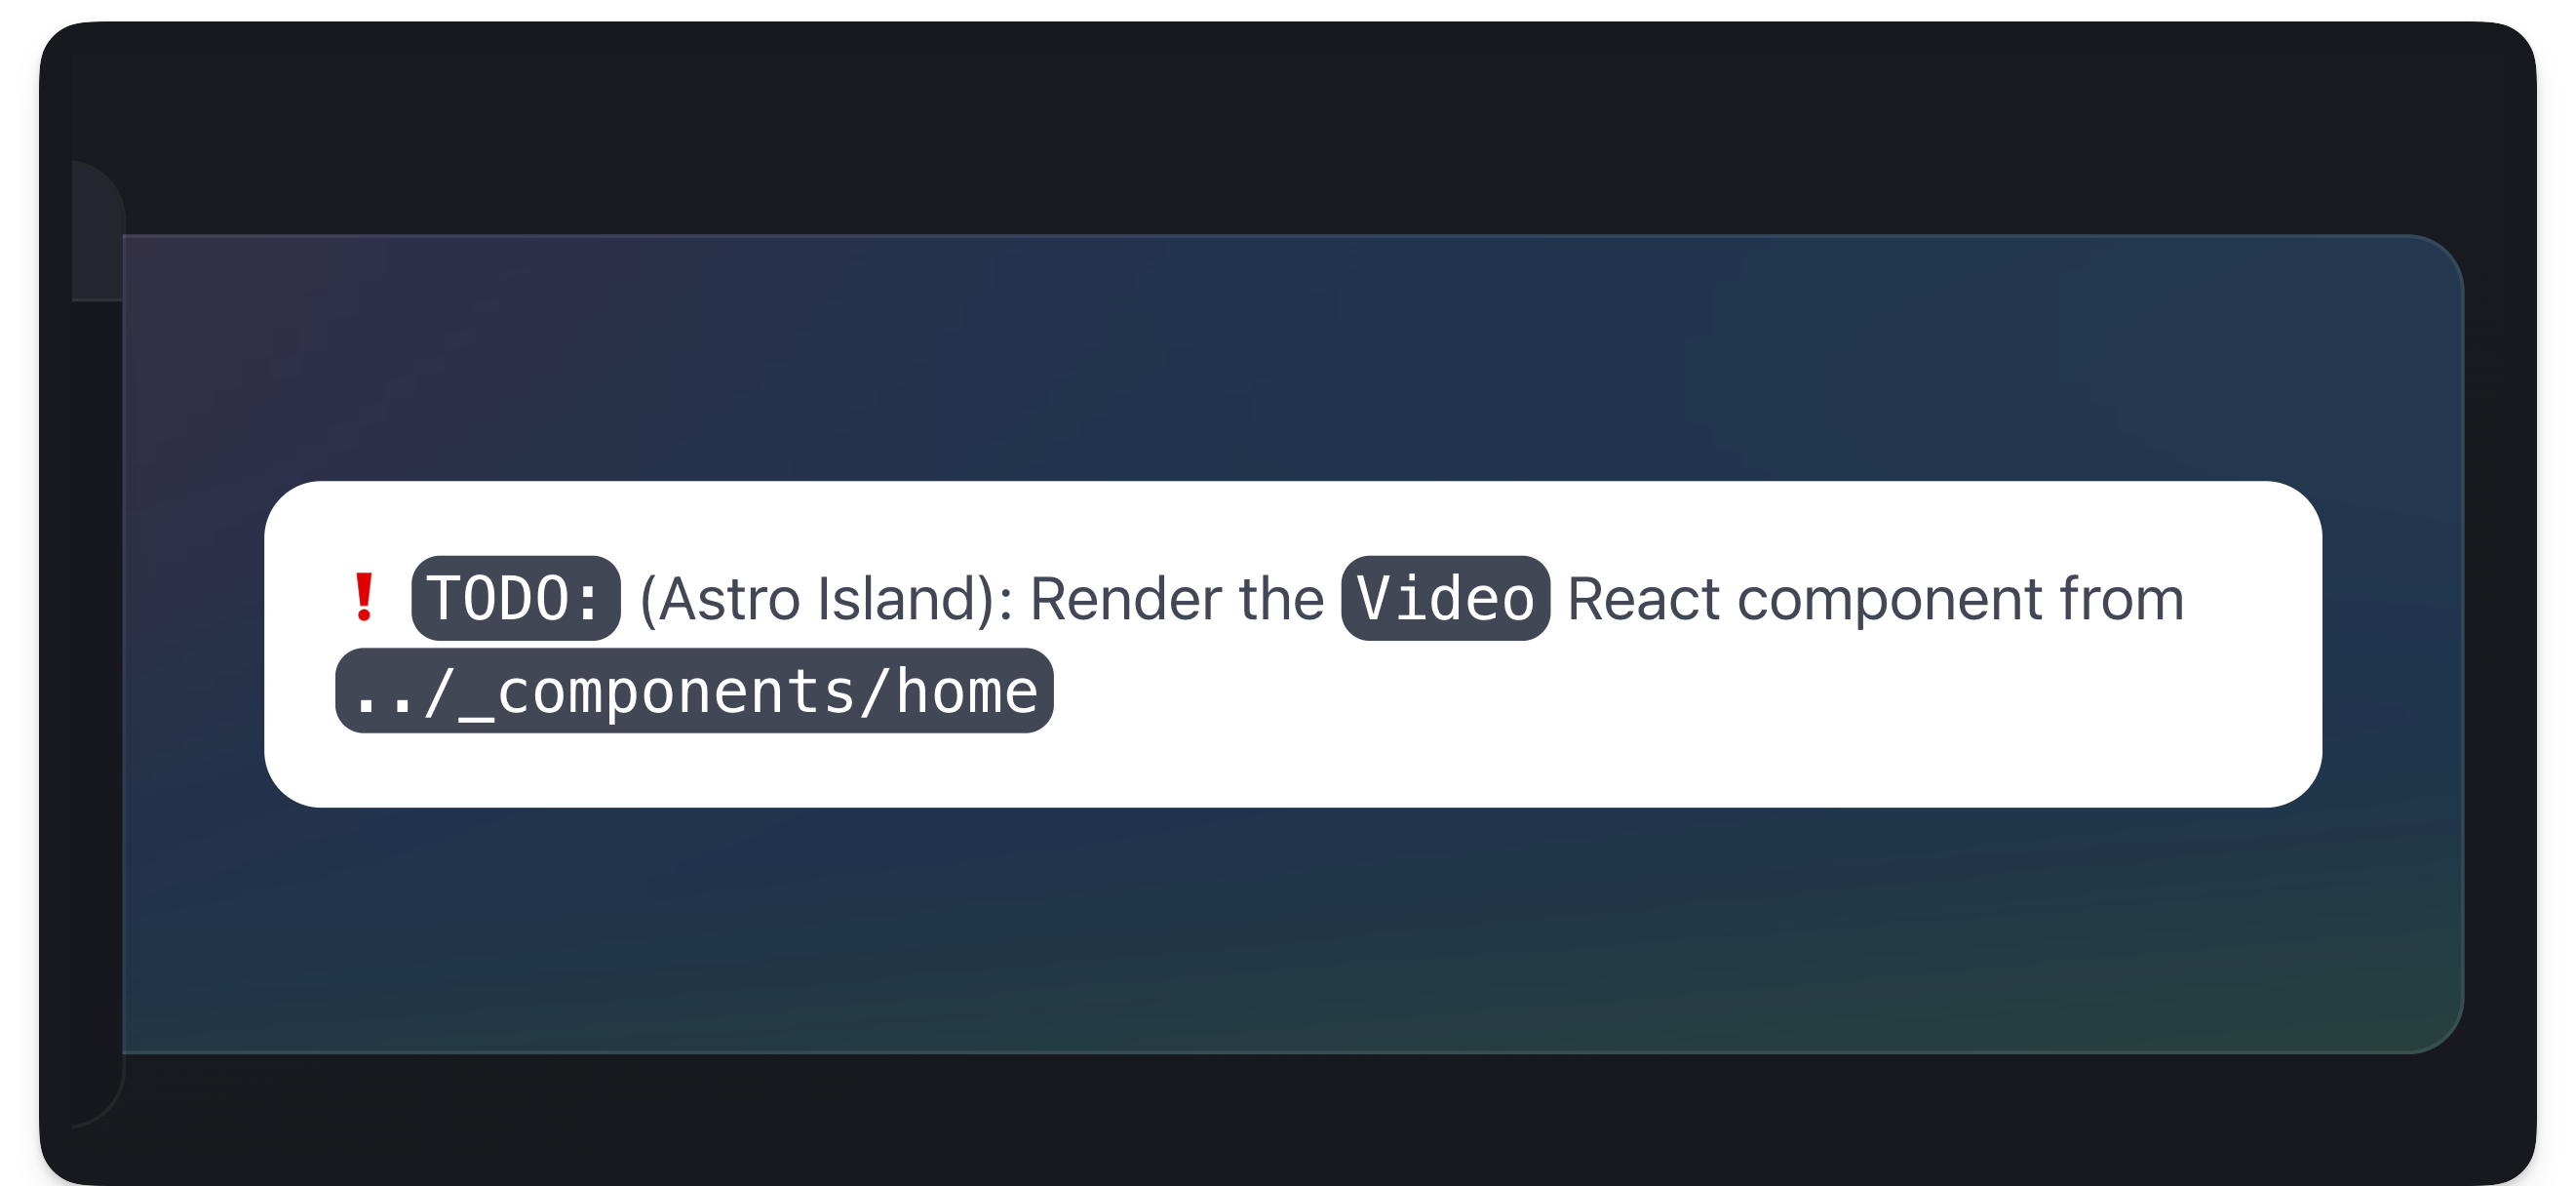 ❗ TODO: (Astro Island): Render the Video React component from
../_components/home